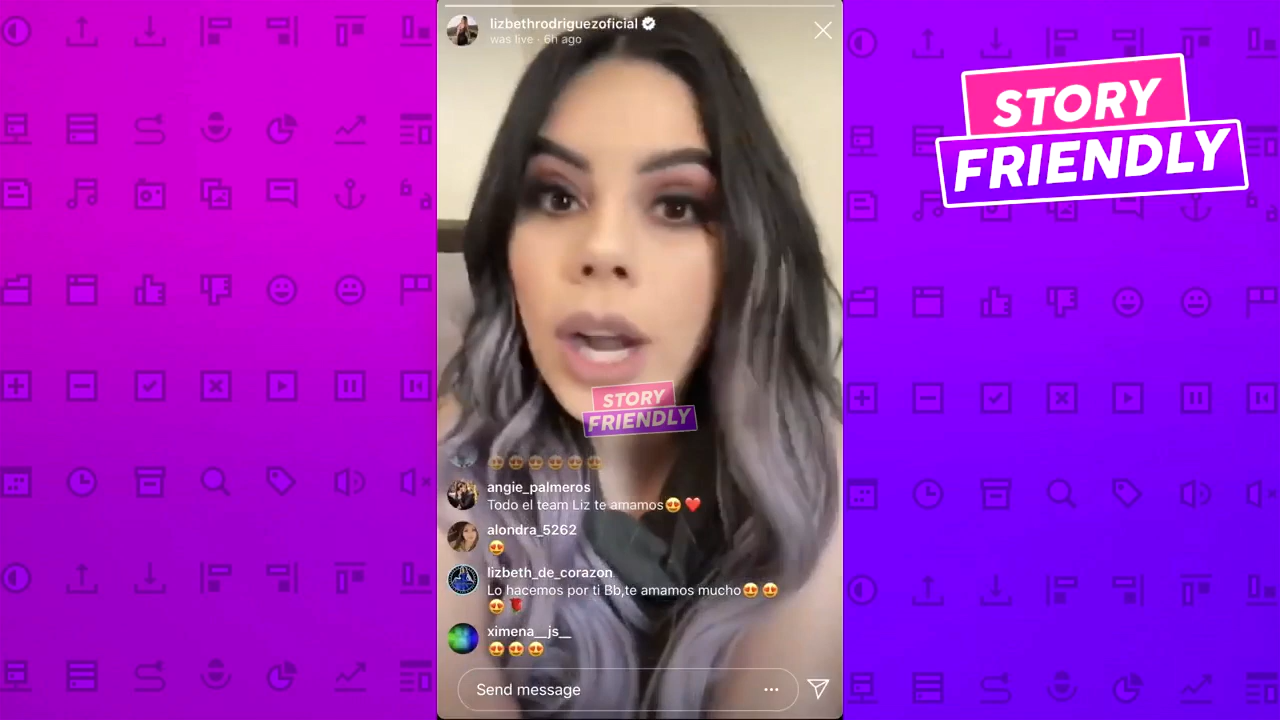 lizbethrodriguezoficial
was live · 6h ago
STORY
FRIENDLY
STORY
FRIENDLY
😍😍😍😍😍😍
angie_palmeros
Todo el team Liz te amamos😍❤️
alondra_5262
😍
lizbeth_de_corazon
Lo hacemos por ti Bb,te amamos mucho😍😍
😍🌹
ximena__js__
😍😍😍
Send message